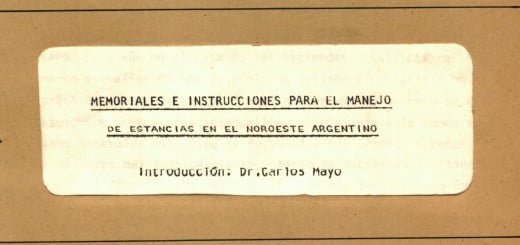 MEMORIALES E INSTRUCCIONES PARA EL MANEJO
DE ESTANCIAS EN EL NOROESTE ARGENTINO
Introducción: Dr.Carlos Mayo